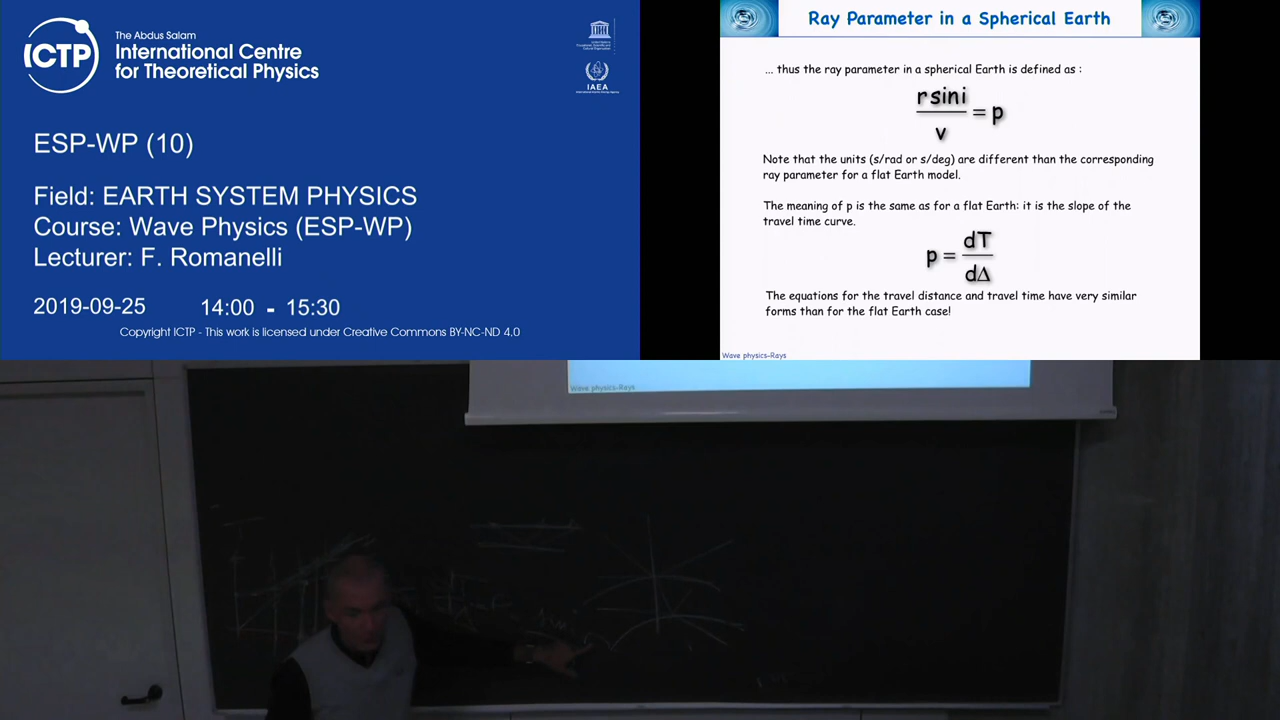 ICTP
The Abdus Salam
International Centre
for Theoretical Physics
IAEA
ESP-WP (10)
Field: EARTH SYSTEM PHYSICS
Course: Wave Physics (ESP-WP)
Lecturer: F. Romanelli
2019-09-25 14:00 - 15:30
Copyright ICTP - This work is licensed under Creative Commons BY-NC-ND 4.0
Ray Parameter in a Spherical Earth
... thus the ray parameter in a spherical Earth is defined as :
r sin i / v = p
Note that the units (s/rad or s/deg) are different than the corresponding
ray parameter for a flat Earth model.
The meaning of p is the same as for a flat Earth: it is the slope of the
travel time curve.
p = dT / dΔ
The equations for the travel distance and travel time have very similar
forms than for the flat Earth case!
Wave physics-Rays
Wave physics-Rays